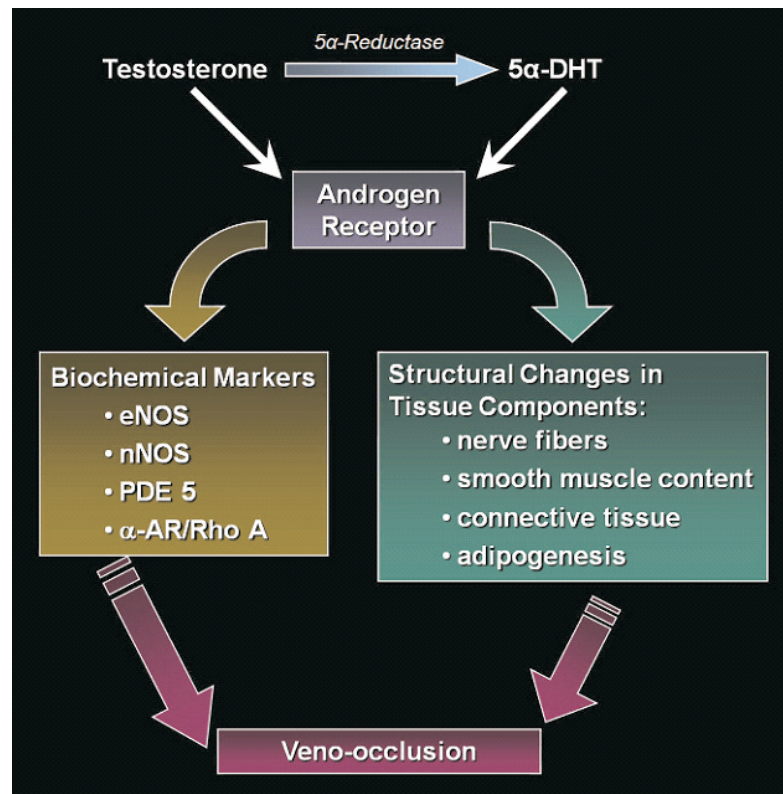 5α-Reductase
Testosterone 5α-DHT
Androgen
Receptor
Biochemical Markers
• eNOS
• nNOS
• PDE 5
• α-AR/Rho A
Structural Changes in
Tissue Components:
• nerve fibers
• smooth muscle content
• connective tissue
• adipogenesis
Veno-occlusion